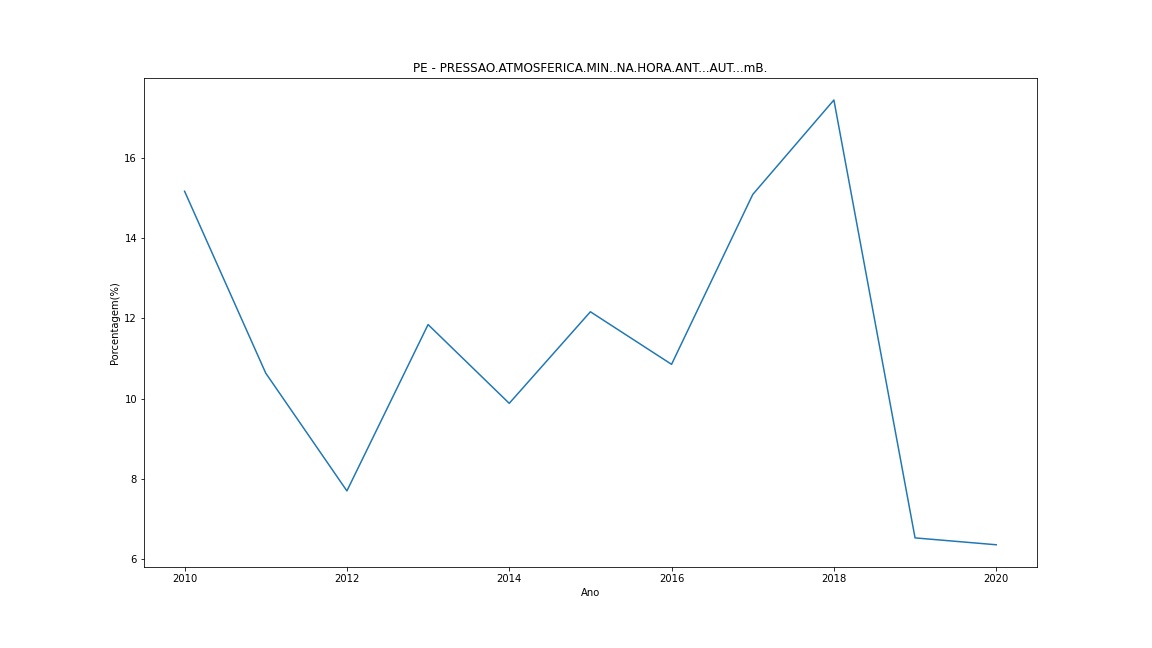 PE - PRESSAO.ATMOSFERICA.MIN..NA.HORA.ANT...AUT...mB.
16
14
12
10
8
6
Porcentagem(%)
2010 2012 2014 2016 2018 2020
Ano